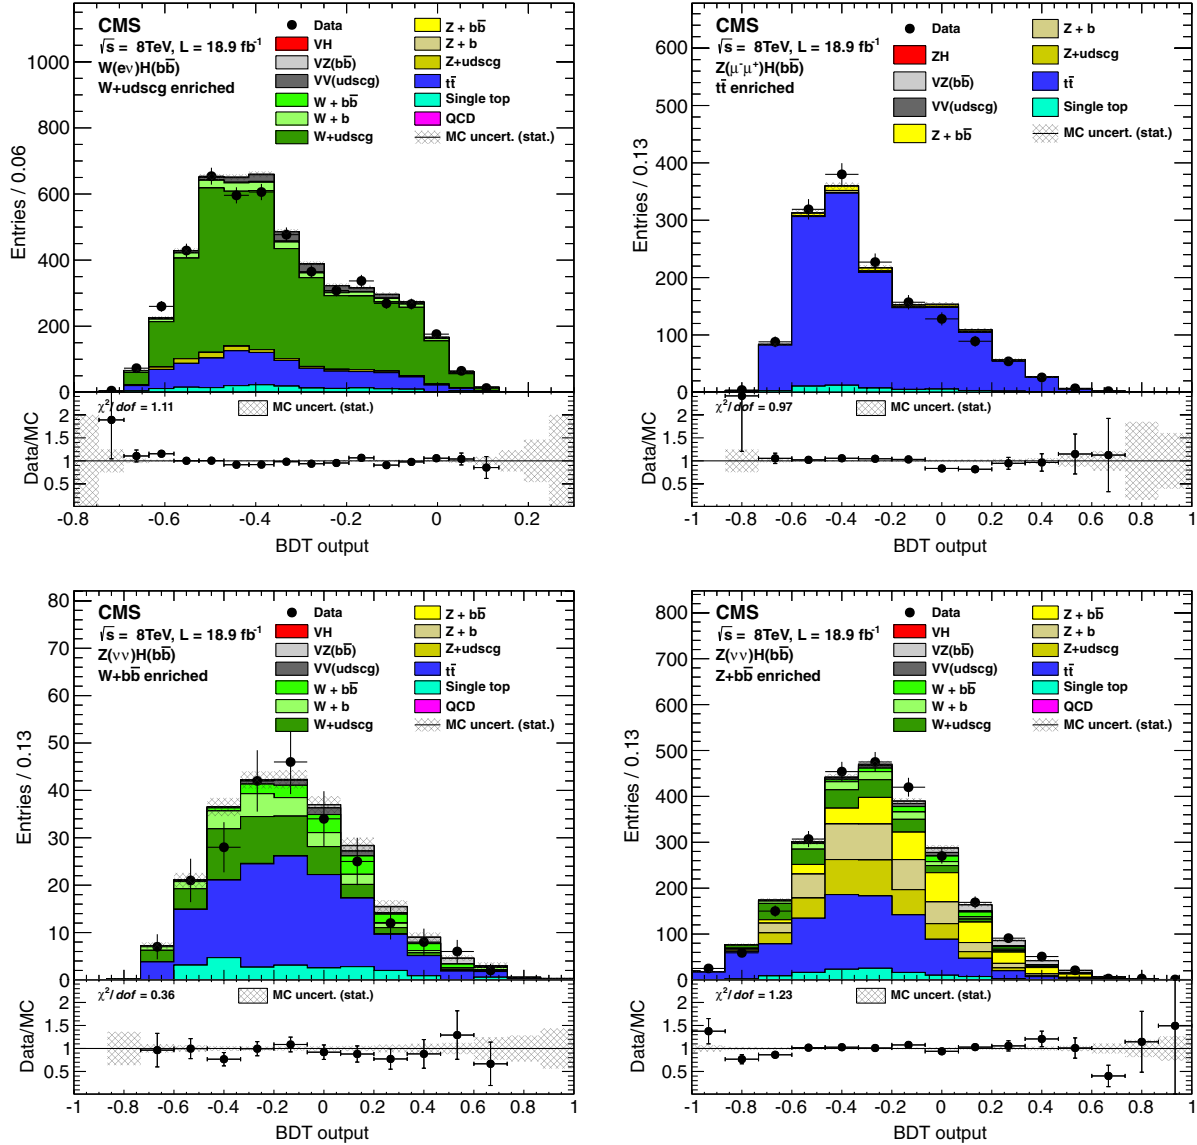 CMS
√s = 8TeV, L = 18.9 fb⁻¹
W(eν)H(bb̅)
W+udscg enriched
Data
VH
VZ(bb̅)
VV(udscg)
W + bb̅
W + b
W+udscg
Z + bb̅
Z + b
Z+udscg
tt̅
Single top
QCD
MC uncert. (stat.)
Entries / 0.06
1000
800
600
400
200
0
χ²/dof = 1.11
MC uncert. (stat.)
Data/MC
2
1.5
1
0.5
-0.8 -0.6 -0.4 -0.2 0 0.2
BDT output
CMS
√s = 8TeV, L = 18.9 fb⁻¹
Z(μ⁻μ⁺)H(bb̅)
tt̅ enriched
Data
ZH
VZ(bb̅)
VV(udscg)
Z + bb̅
Z + b
Z+udscg
tt̅
Single top
MC uncert. (stat.)
Entries / 0.13
600
500
400
300
200
100
0
χ²/dof = 0.97
MC uncert. (stat.)
Data/MC
2
1.5
1
0.5
-1 -0.8 -0.6 -0.4 -0.2 0 0.2 0.4 0.6 0.8 1
BDT output
CMS
√s = 8TeV, L = 18.9 fb⁻¹
Z(νν)H(bb̅)
W+bb̅ enriched
Data
VH
VZ(bb̅)
VV(udscg)
W + bb̅
W + b
W+udscg
Z + bb̅
Z + b
Z+udscg
tt̅
Single top
QCD
MC uncert. (stat.)
Entries / 0.13
80
70
60
50
40
30
20
10
0
χ²/dof = 0.36
MC uncert. (stat.)
Data/MC
2
1.5
1
0.5
-1 -0.8 -0.6 -0.4 -0.2 0 0.2 0.4 0.6 0.8 1
BDT output
CMS
√s = 8TeV, L = 18.9 fb⁻¹
Z(νν)H(bb̅)
Z+bb̅ enriched
Data
VH
VZ(bb̅)
VV(udscg)
W + bb̅
W + b
W+udscg
Z + bb̅
Z + b
Z+udscg
tt̅
Single top
QCD
MC uncert. (stat.)
Entries / 0.13
800
700
600
500
400
300
200
100
0
χ²/dof = 1.23
MC uncert. (stat.)
Data/MC
2
1.5
1
0.5
-1 -0.8 -0.6 -0.4 -0.2 0 0.2 0.4 0.6 0.8 1
BDT output